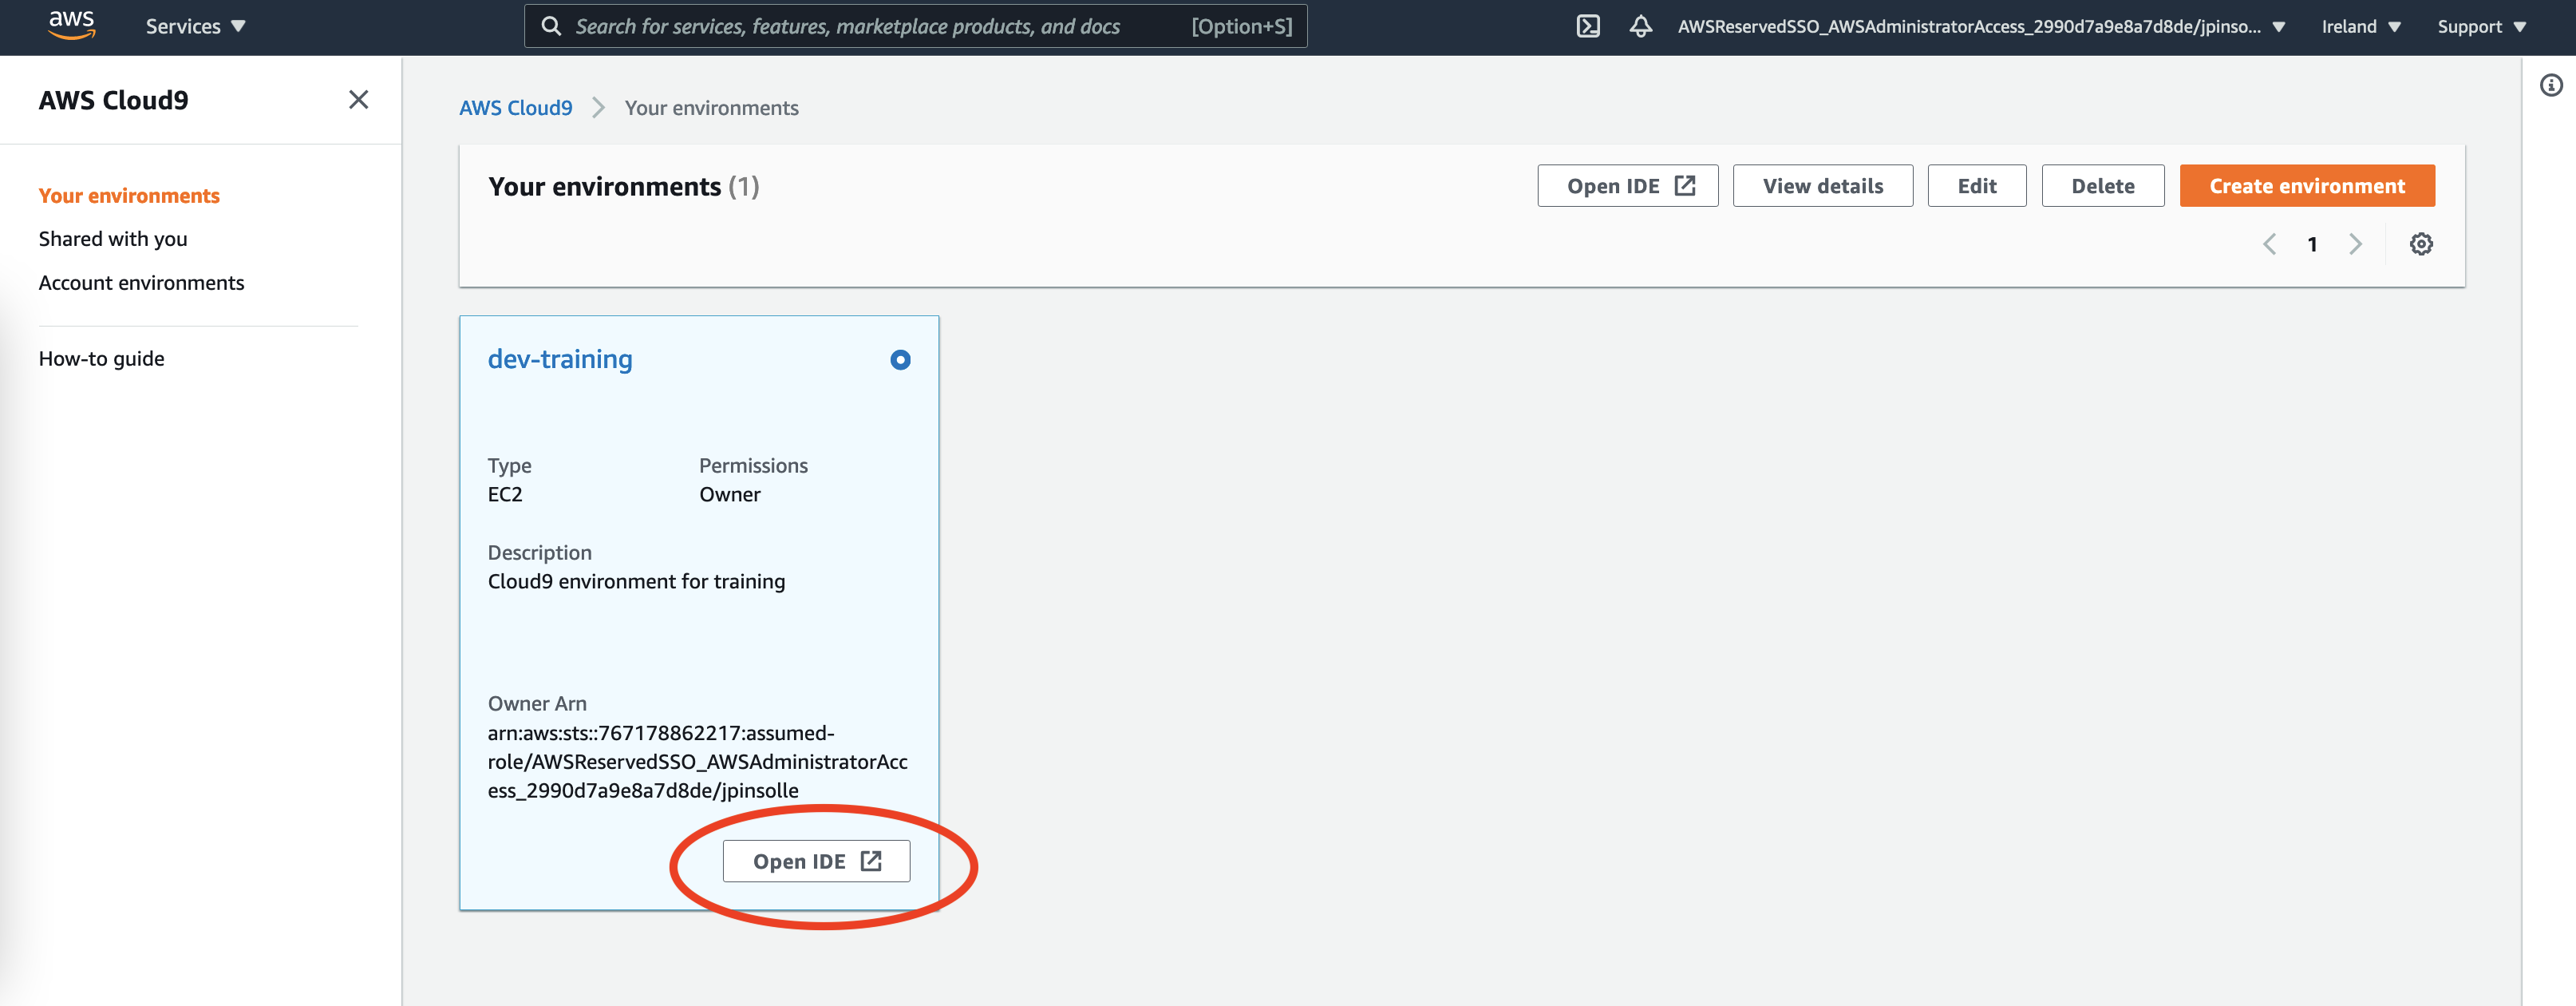 aws
Services
Search for services, features, marketplace products, and docs
[Option+S]
AWSReservedSSO_AWSAdministratorAccess_2990d7a9e8a7d8de/jpinso...
Ireland
Support
AWS Cloud9
Your environments
Shared with you
Account environments
How-to guide
AWS Cloud9
Your environments
Your environments (1)
Open IDE
View details
Edit
Delete
Create environment
1
dev-training
Type
EC2
Permissions
Owner
Description
Cloud9 environment for training
Owner Arn
arn:aws:sts::767178862217:assumed-
role/AWSReservedSSO_AWSAdministratorAcc
ess_2990d7a9e8a7d8de/jpinsolle
Open IDE